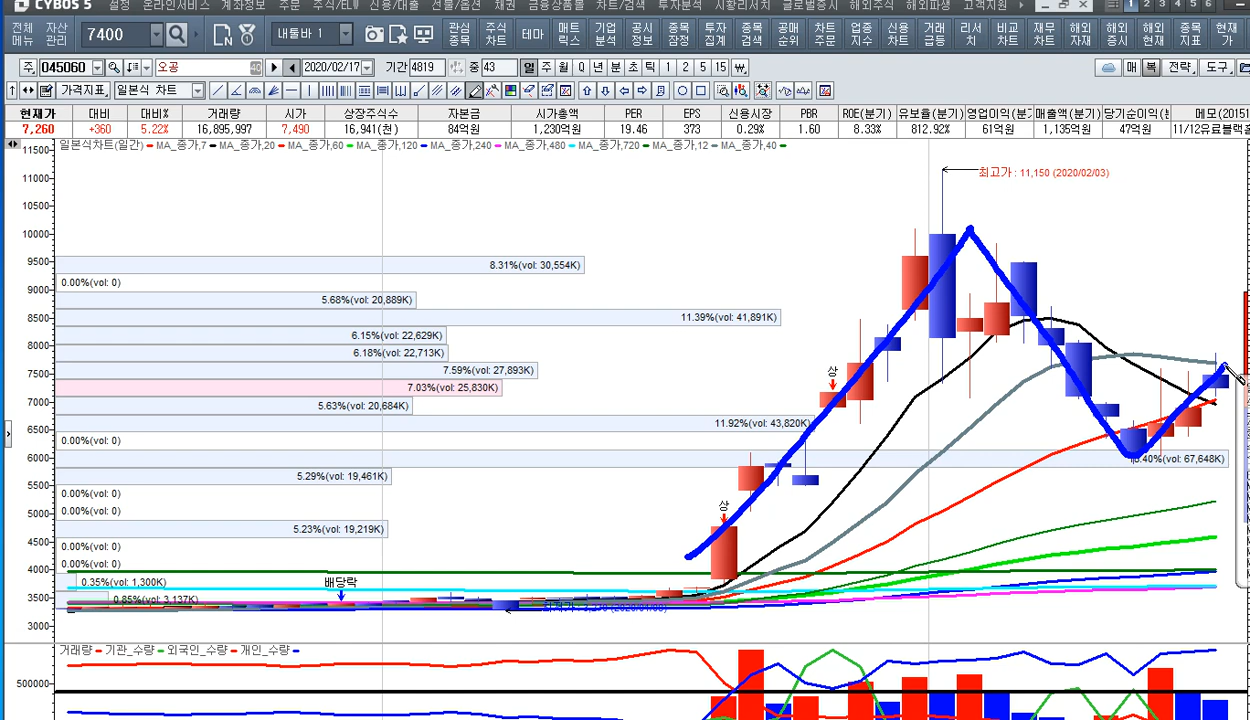 CYBOS 5 설정 온라인서비스 계좌정보 주문 주식/ELW 신용/대출 선물/옵션 채권 금융상품몰 차트/검색 투자분석 시황리서치 글로벌증시 해외주식 해외파생 고객지원 1 2 3 4 5 6
전체메뉴 자산관리 7400 내툴바 1 관심종목 주식차트 테마 매트릭스 기업분석 공시정보 종목잠정 투자집계 종목검색 공매순위 차트주문 업종지수 신용차트 거래급등 리서치 비교차트 재무차트 해외자재 해외증시 해외현재 종목지표 현재가
주 045060 오공 40 2020/02/17 기간 4819 중 43 일 주 월 Q 년 분 초 틱 1 2 3 5 15 매 복 전략 도구
가격지표 일본식 차트
현재가 대비 대비% 거래량 시가 상장주식수 자본금 시가총액 PER EPS 신용시장 PBR ROE(분기) 유보율(분기) 영업이익(분: 매출액(분기) 당기순이익(분 메모(20151
7,260 +360 5.22% 16,895,997 7,490 16,941(천) 84억원 1,230억원 19.46 373 0.29% 1.60 8.33% 812.92% 61억원 1,135억원 47억원 11/12유료블랙
일본식차트(일간) MA_종가,7 MA_종가,20 MA_종가,60 MA_종가,120 MA_종가,240 MA_종가,480 MA_종가,720 MA_종가,12 MA_종가,40
11500
최고가 : 11,150 (2020/02/03)
11000
10500
10000
9500
8.31%(vol: 30,554K)
0.00%(vol: 0)
9000
5.68%(vol: 20,889K)
8500
11.39%(vol: 41,891K)
6.15%(vol: 22,629K)
8000
6.18%(vol: 22,713K)
7.59%(vol: 27,893K)
상
7500
7.03%(vol: 25,830K)
7000
5.63%(vol: 20,684K)
11.92%(vol: 43,820K)
6500
0.00%(vol: 0)
6000
.40%(vol: 67,648K)
5.29%(vol: 19,461K)
5500
0.00%(vol: 0)
상
5000
0.00%(vol: 0)
5.23%(vol: 19,219K)
4500
0.00%(vol: 0)
0.00%(vol: 0)
4000
0.35%(vol: 1,300K)
배당락
0.85%(vol: 3,137K)
3500
3000
거래량 기관_수량 외국인_수량 개인_수량
5000000